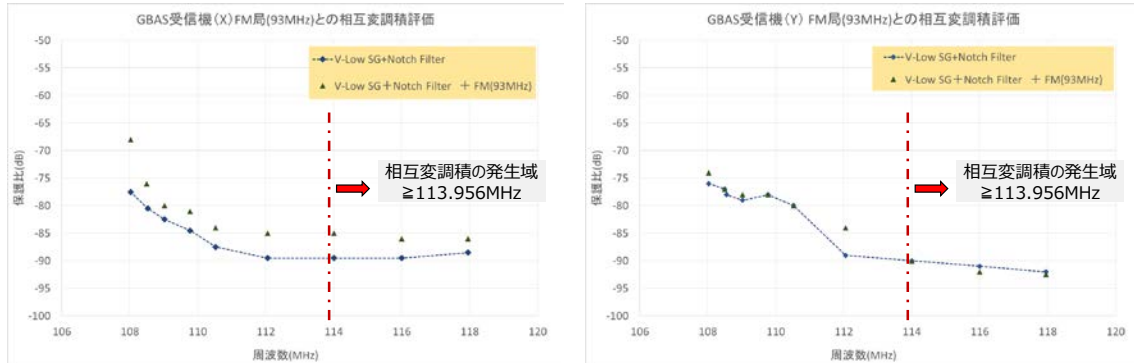 GBAS受信機(X)FM局(93MHz)との相互変調積評価
-50
-55
-60
-65
-70
-75
-80
-85
-90
-95
-100
保護比(dB)
V-Low SG+Notch Filter
V-Low SG+Notch Filter + FM(93MHz)
相互変調積の発生域
≧113.956MHz
106 108 110 112 114 116 118 120
周波数(MHz)
GBAS受信機(Y) FM局(93MHz)との相互変調積評価
-50
-55
-60
-65
-70
-75
-80
-85
-90
-95
-100
保護比(dB)
V-Low SG+Notch Filter
V-Low SG+Notch Filter + FM(93MHz)
相互変調積の発生域
≧113.956MHz
106 108 110 112 114 116 118 120
周波数(MHz)